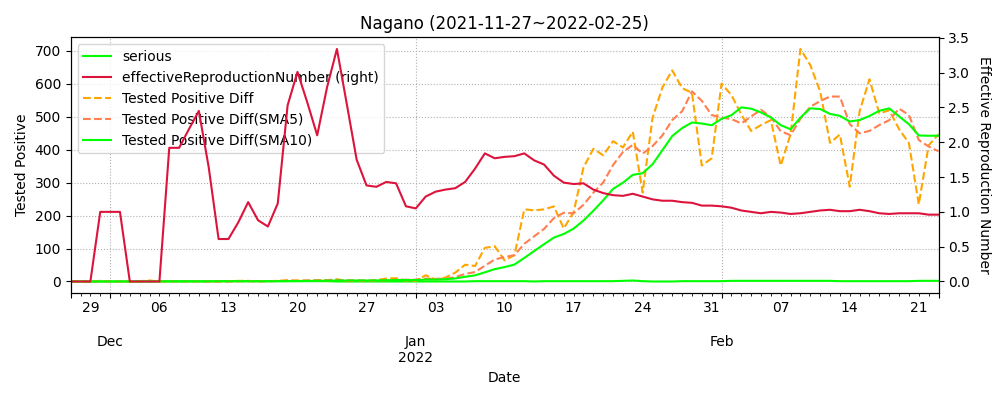 Nagano (2021-11-27~2022-02-25)
serious
effectiveReproductionNumber (right)
Tested Positive Diff
Tested Positive Diff(SMA5)
Tested Positive Diff(SMA10)
Tested Positive
700
600
500
400
300
200
100
0
3.5
3.0
2.5
2.0
1.5
1.0
0.5
0.0
Effective Reproduction Number
29 06 13 20 27 03 10 17 24 31 07 14 21
Dec Jan Feb
2022
Date